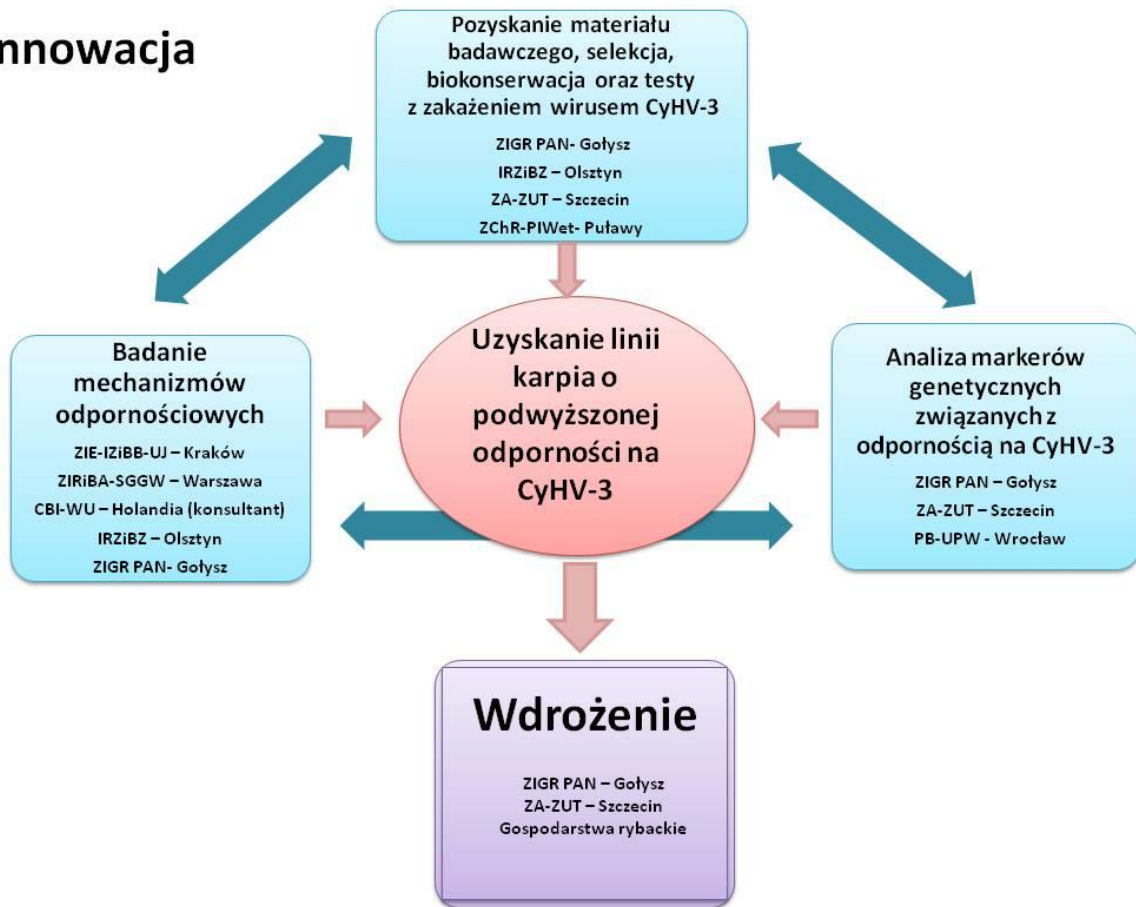 nnowacja
Pozyskanie materiału
badawczego, selekcja,
biokonserwacja oraz testy
z zakażeniem wirusem CyHV-3
ZIGR PAN- Gołysz
IRZiBZ – Olsztyn
ZA-ZUT – Szczecin
ZChR-PIWet- Puławy
Badanie
mechanizmów
odpornościowych
ZIE-IZiBB-UJ – Kraków
ZIRiBA-SGGW – Warszawa
CBI-WU – Holandia (konsultant)
IRZiBZ – Olsztyn
ZIGR PAN- Gołysz
Uzyskanie linii
karpia o
podwyższonej
odporności na
CyHV-3
Analiza markerów
genetycznych
związanych z
odpornością na CyHV-3
ZIGR PAN – Gołysz
ZA-ZUT – Szczecin
PB-UPW - Wrocław
Wdrożenie
ZIGR PAN – Gołysz
ZA-ZUT – Szczecin
Gospodarstwa rybackie